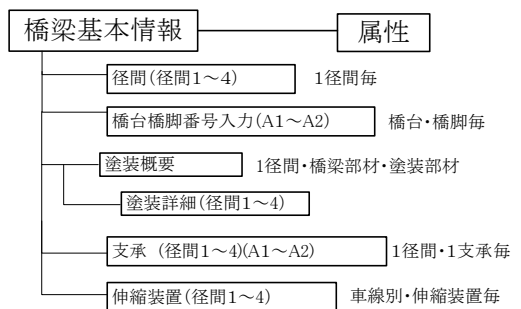 橋梁基本情報 属性
径間(径間1～4) 1径間毎
橋台橋脚番号入力(A1～A2) 橋台・橋脚毎
塗装概要 1径間・橋梁部材・塗装部材
塗装詳細(径間1～4)
支承 (径間1～4)(A1～A2) 1径間・1支承毎
伸縮装置(径間1～4) 車線別・伸縮装置毎